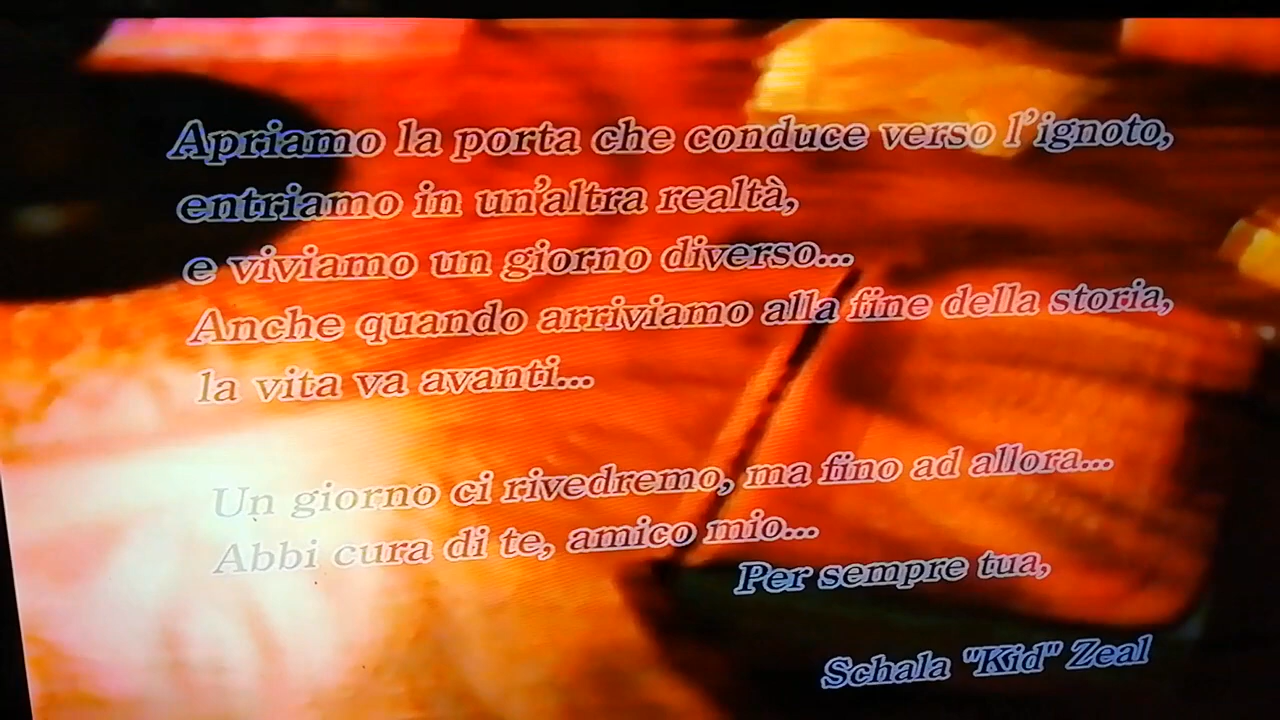 Apriamo la porta che conduce verso l'ignoto,
entriamo in un'altra realtà,
e viviamo un giorno diverso...
Anche quando arriviamo alla fine della storia,
la vita va avanti...
Un giorno ci rivedremo, ma fino ad allora...
Abbi cura di te, amico mio...
Per sempre tua,
Schala "Kid" Zeal